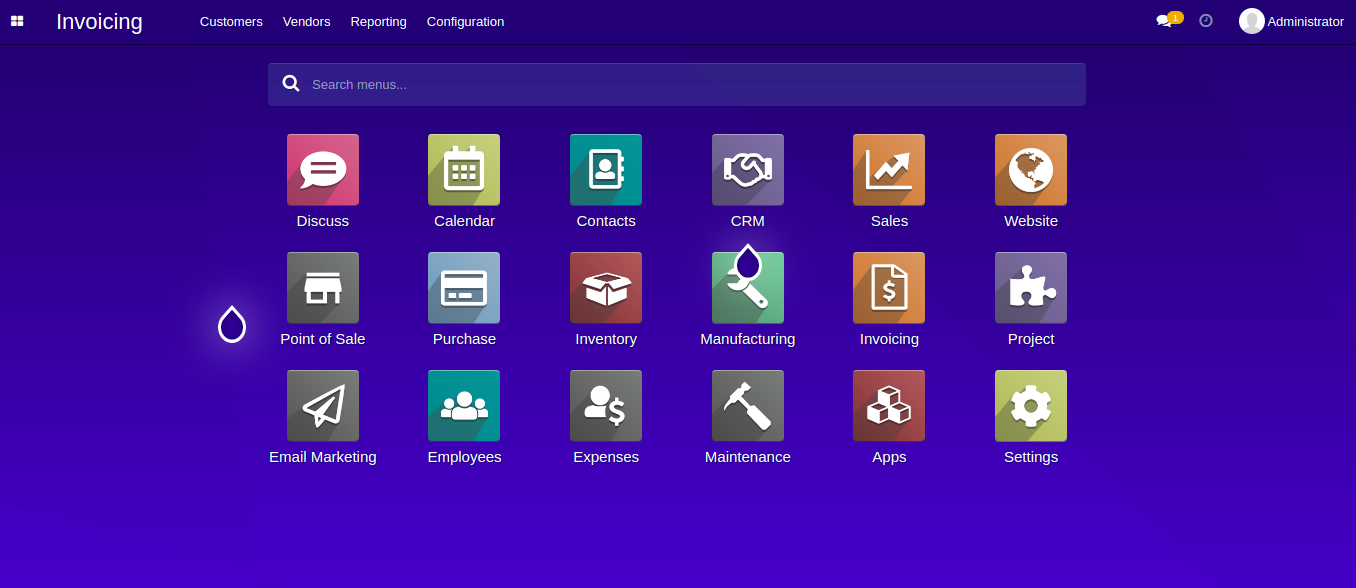 Invoicing Customers Vendors Reporting Configuration 1 Administrator
Search menus...
Discuss Calendar Contacts CRM Sales Website
Point of Sale Purchase Inventory Manufacturing Invoicing Project
Email Marketing Employees Expenses Maintenance Apps Settings